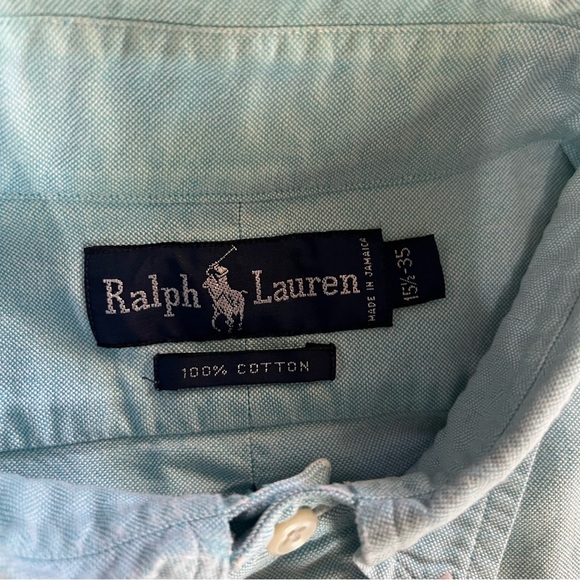 Ralph Lauren
MADE IN JAMAICA
15½-35
100% COTTON